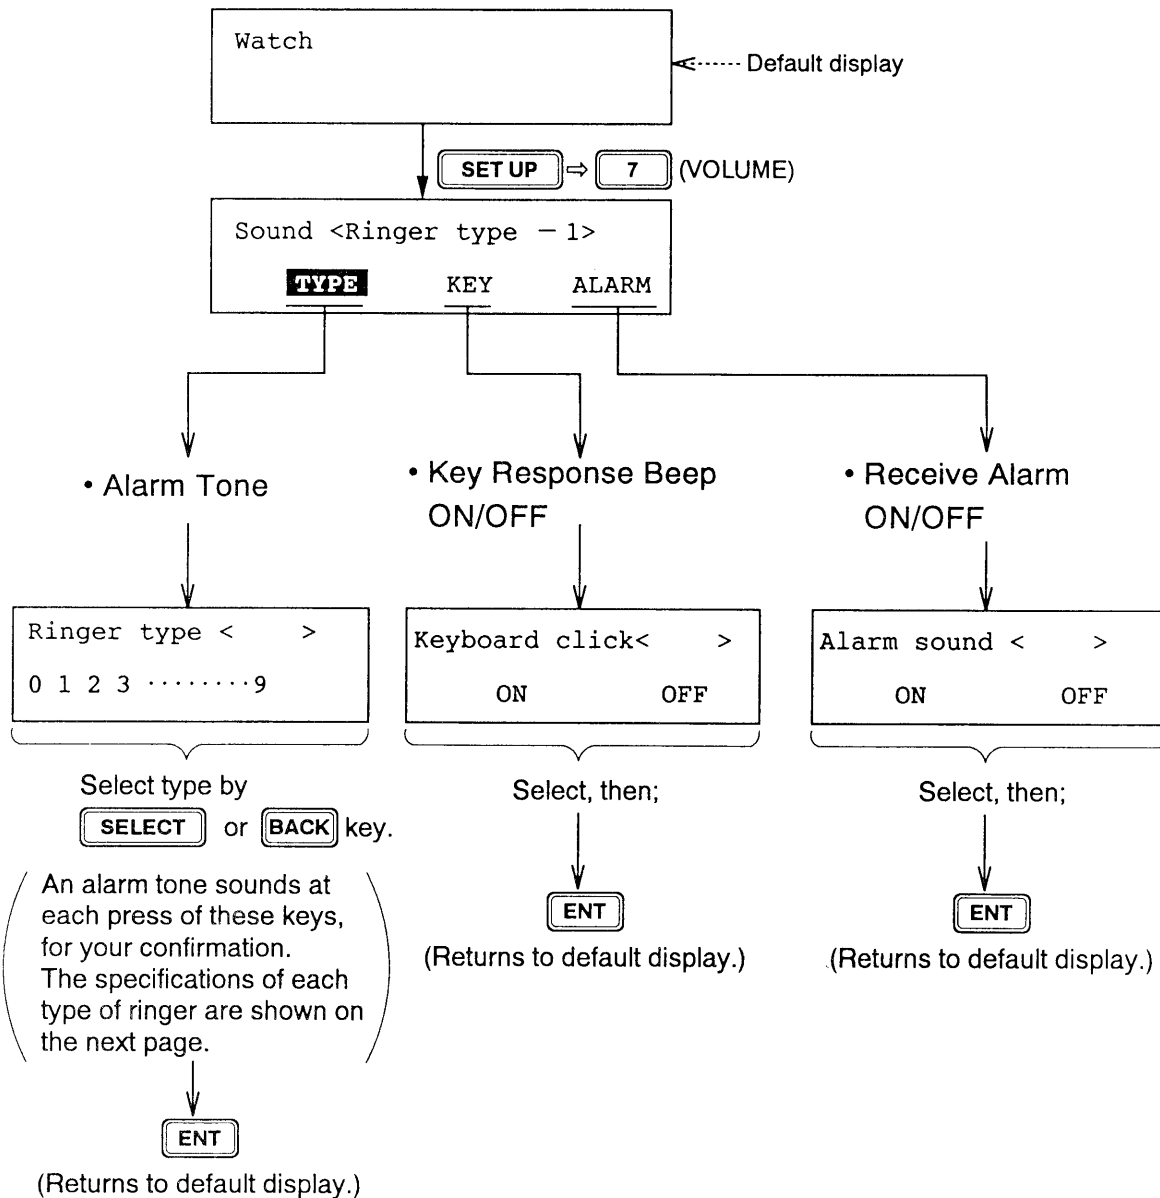 Watch
Default display
SET UP ⇨ 7 (VOLUME)
Sound <Ringer type − 1>
TYPE KEY ALARM
• Alarm Tone
• Key Response Beep
ON/OFF
• Receive Alarm
ON/OFF
Ringer type < >
0 1 2 3 ········9
Keyboard click< >
ON OFF
Alarm sound < >
ON OFF
Select type by
SELECT or BACK key.
An alarm tone sounds at
each press of these keys,
for your confirmation.
The specifications of each
type of ringer are shown on
the next page.
ENT
(Returns to default display.)
Select, then;
ENT
(Returns to default display.)
Select, then;
ENT
(Returns to default display.)